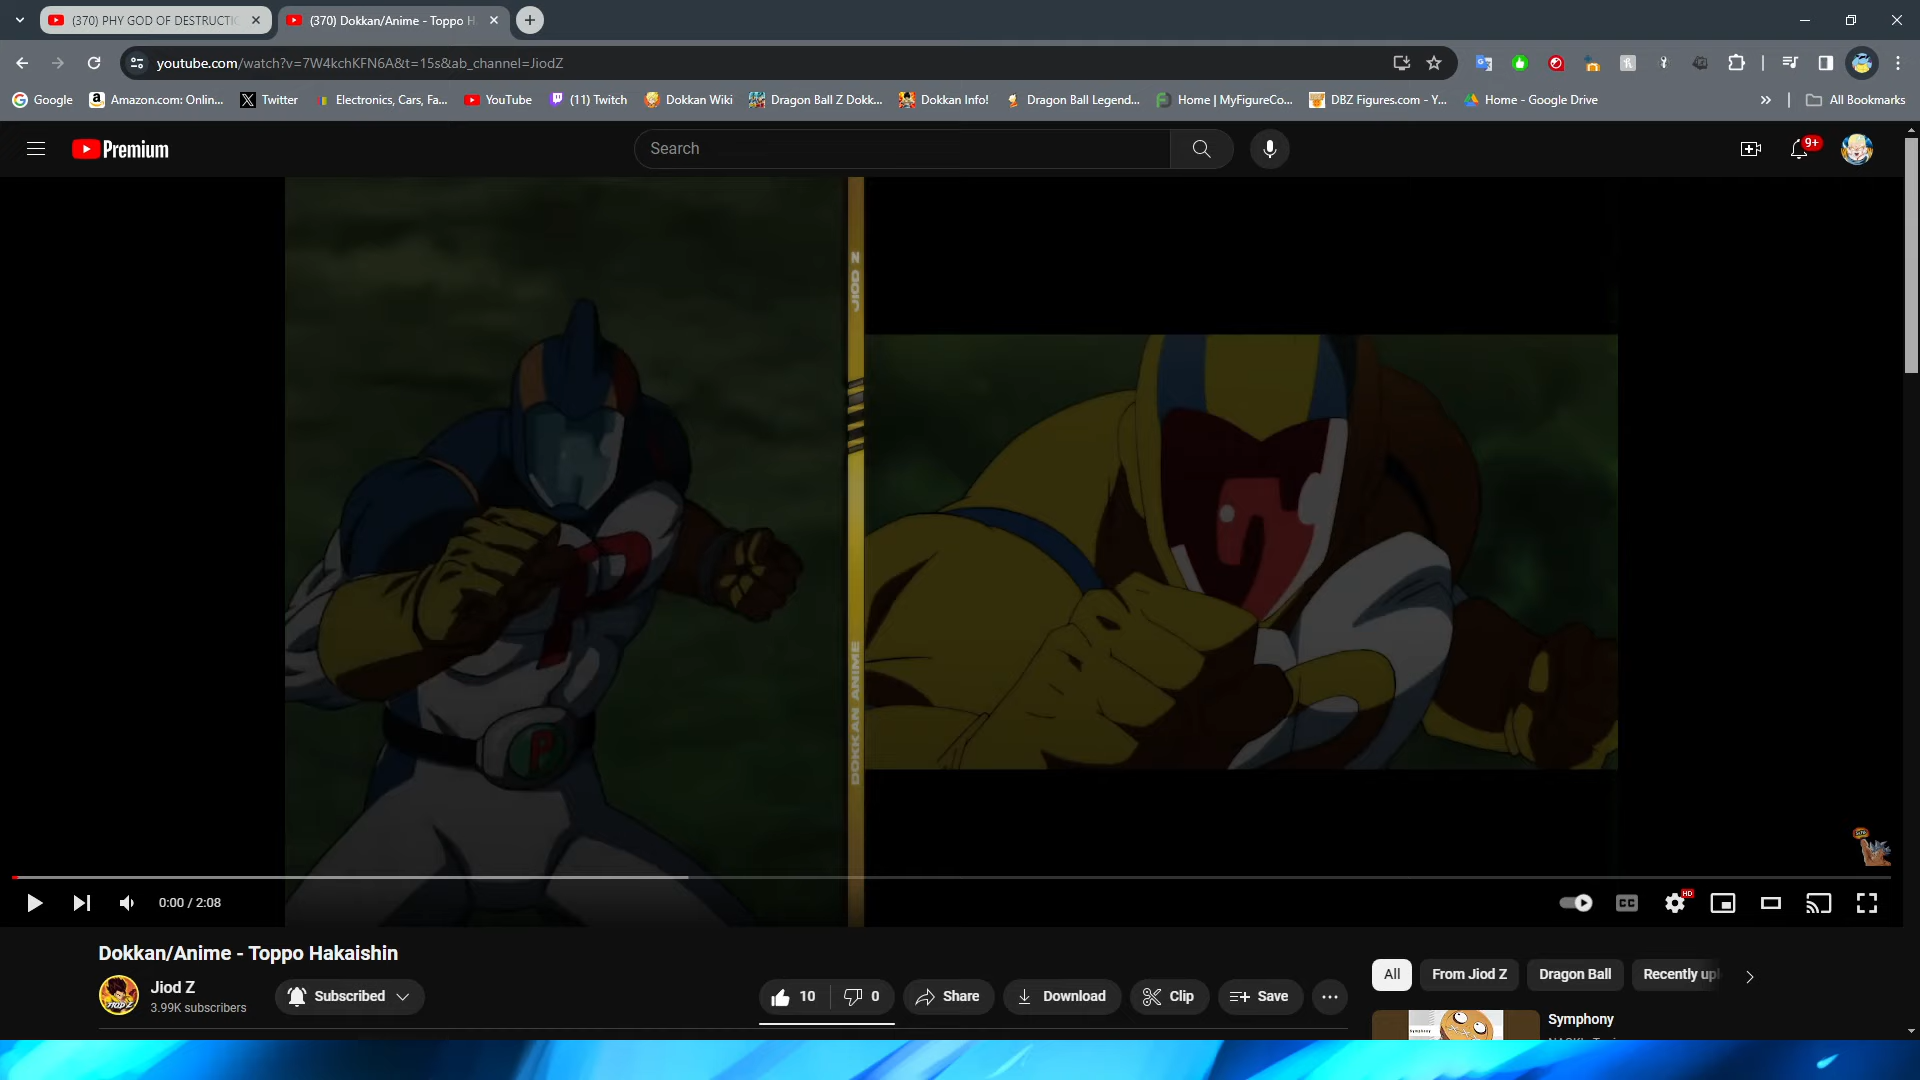 (370) PHY GOD OF DESTRUCTIO
(370) Dokkan/Anime - Toppo H
youtube.com/watch?v=7W4kchKFN6A&t=15s&ab_channel=JiodZ
Google
Amazon.com: Onlin...
Twitter
Electronics, Cars, Fa...
YouTube
(11) Twitch
Dokkan Wiki
Dragon Ball Z Dokk...
Dokkan Info!
Dragon Ball Legend...
Home | MyFigureCo...
DBZ Figures.com - Y...
Home - Google Drive
All Bookmarks
Premium
Search
9+
JIOD Z
DOKKAN ANIME
P
0:00 / 2:08
CC
HD
Dokkan/Anime - Toppo Hakaishin
Jiod Z
3.99K subscribers
Subscribed
10
0
Share
Download
Clip
Save
All
From Jiod Z
Dragon Ball
Recently upl
Symphony